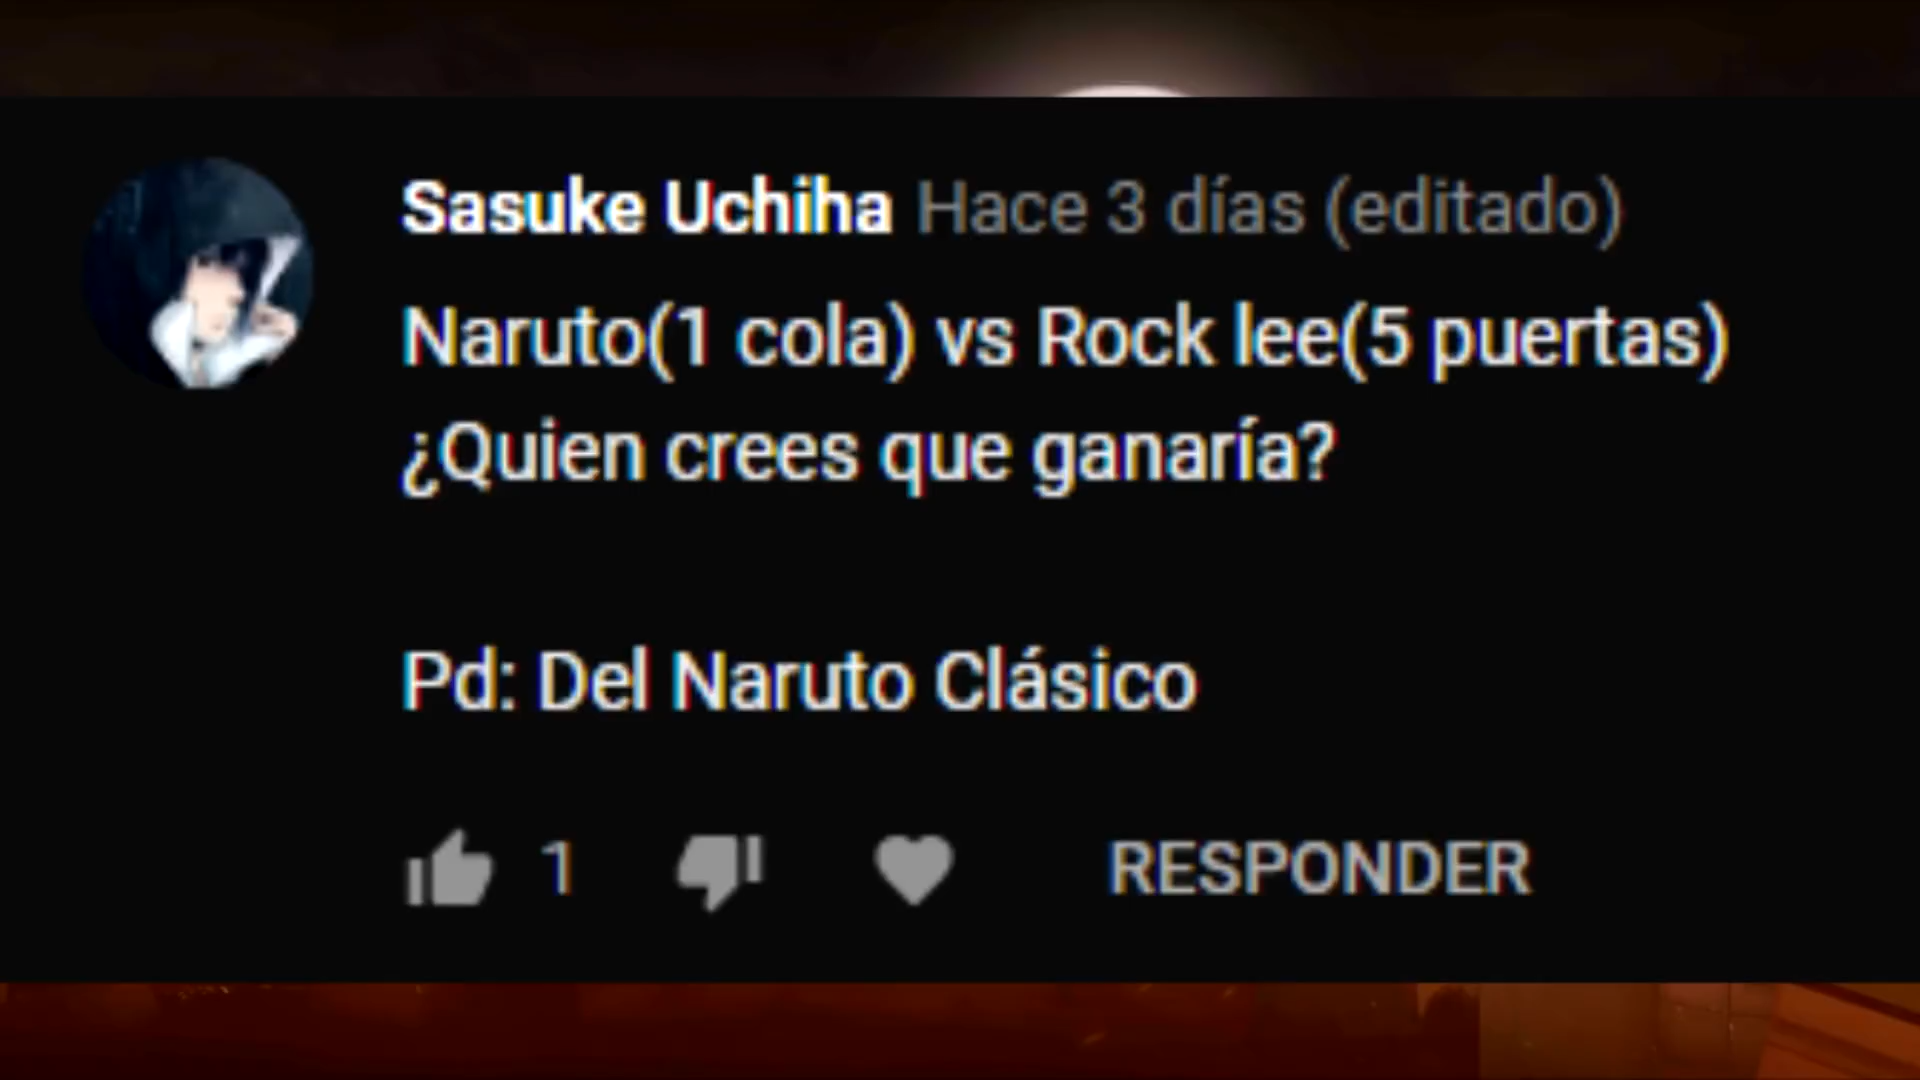 Sasuke Uchiha Hace 3 días (editado)
Naruto(1 cola) vs Rock lee(5 puertas)
¿Quien crees que ganaría?
Pd: Del Naruto Clásico
1 RESPONDER